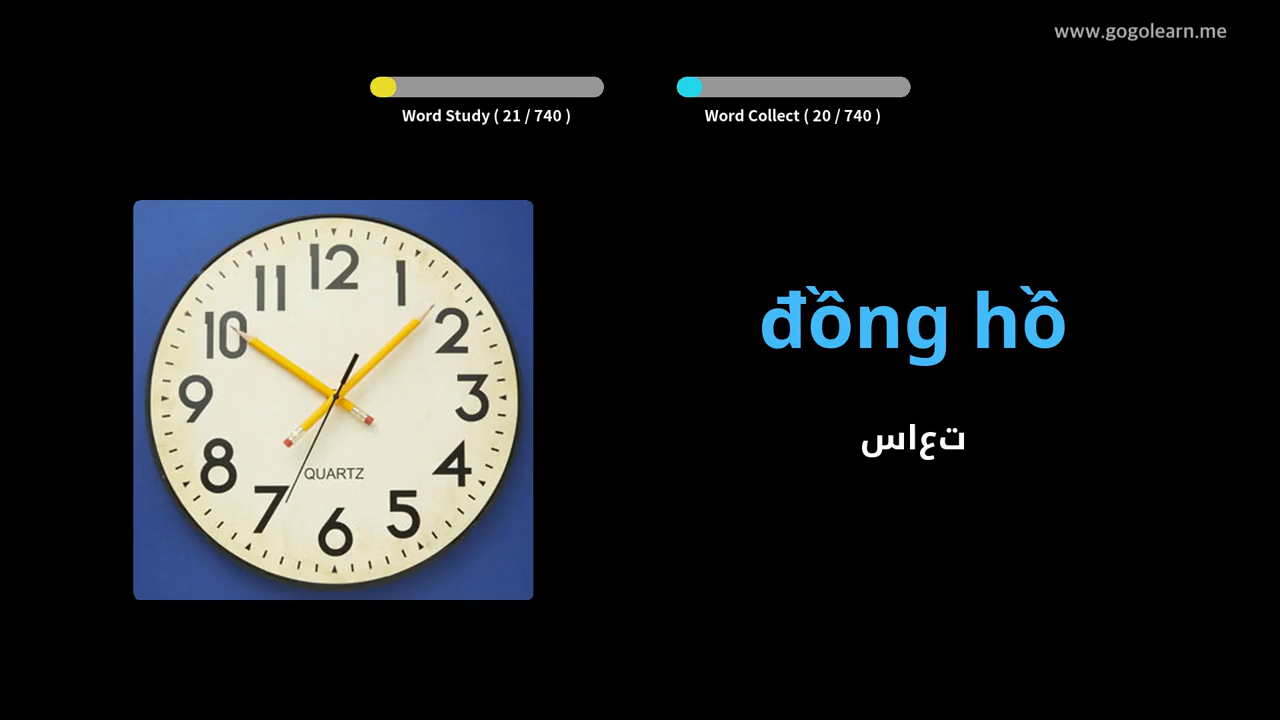 www.gogolearn.me
Word Study ( 21 / 740 )
Word Collect ( 20 / 740 )
12
1
2
3
4
5
6
7
8
9
10
11
QUARTZ
đồng hồ
تعاس